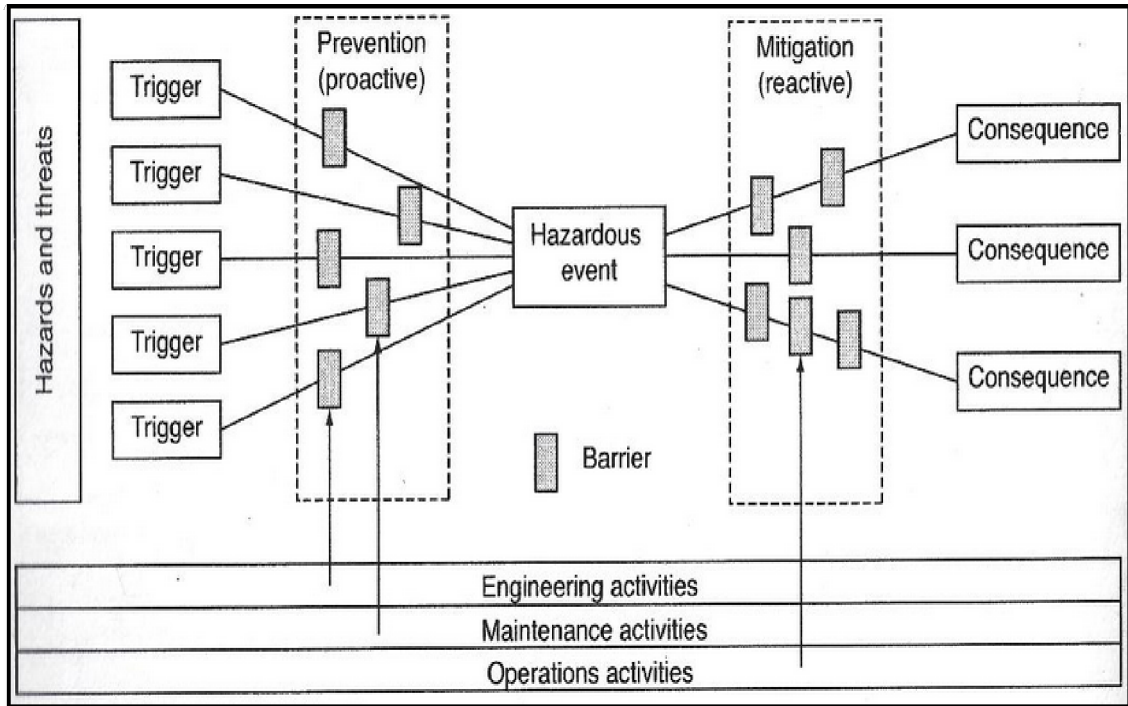 Hazards and threats
Trigger
Trigger
Trigger
Trigger
Trigger
Prevention
(proactive)
Hazardous
event
Barrier
Mitigation
(reactive)
Consequence
Consequence
Consequence
Engineering activities
Maintenance activities
Operations activities